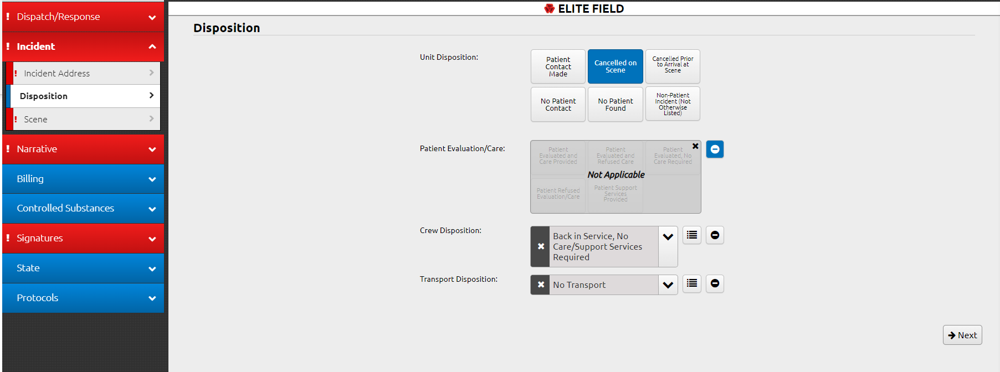 ELITE FIELD
! Dispatch/Response
! Incident
! Incident Address
Disposition
! Scene
! Narrative
Billing
Controlled Substances
! Signatures
State
Protocols
Disposition
Unit Disposition:
Patient
Contact
Made
Cancelled on
Scene
Cancelled Prior
to Arrival at
Scene
No Patient
Contact
No Patient
Found
Non-Patient
Incident (Not
Otherwise
Listed)
Patient Evaluation/Care:
Patient
Evaluated and
Care Provided
Patient
Evaluated and
Refused Care
Patient
Evaluated, No
Care Required
Not Applicable
Patient Refused
Evaluation/Care
Patient Support
Services
Provided
Crew Disposition:
Back in Service, No
Care/Support Services
Required
Transport Disposition:
No Transport
Next